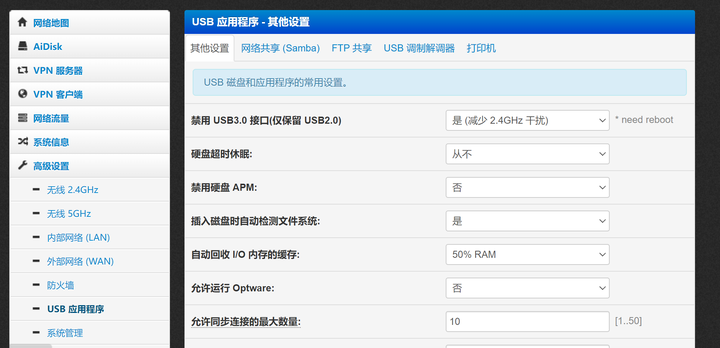 网络地图
AiDisk
VPN 服务器
VPN 客户端
网络流量
系统信息
高级设置
无线 2.4GHz
无线 5GHz
内部网络 (LAN)
外部网络 (WAN)
防火墙
USB 应用程序
系统管理
USB 应用程序 - 其他设置
其他设置 网络共享 (Samba) FTP 共享 USB 调制解调器 打印机
USB 磁盘和应用程序的常用设置。
禁用 USB3.0 接口(仅保留 USB2.0) 是 (减少 2.4GHz 干扰) * need reboot
硬盘超时休眠: 从不
禁用硬盘 APM: 否
插入磁盘时自动检测文件系统: 是
自动回收 I/O 内存的缓存: 50% RAM
允许运行 Optware: 否
允许同步连接的最大数量: 10 [1..50]